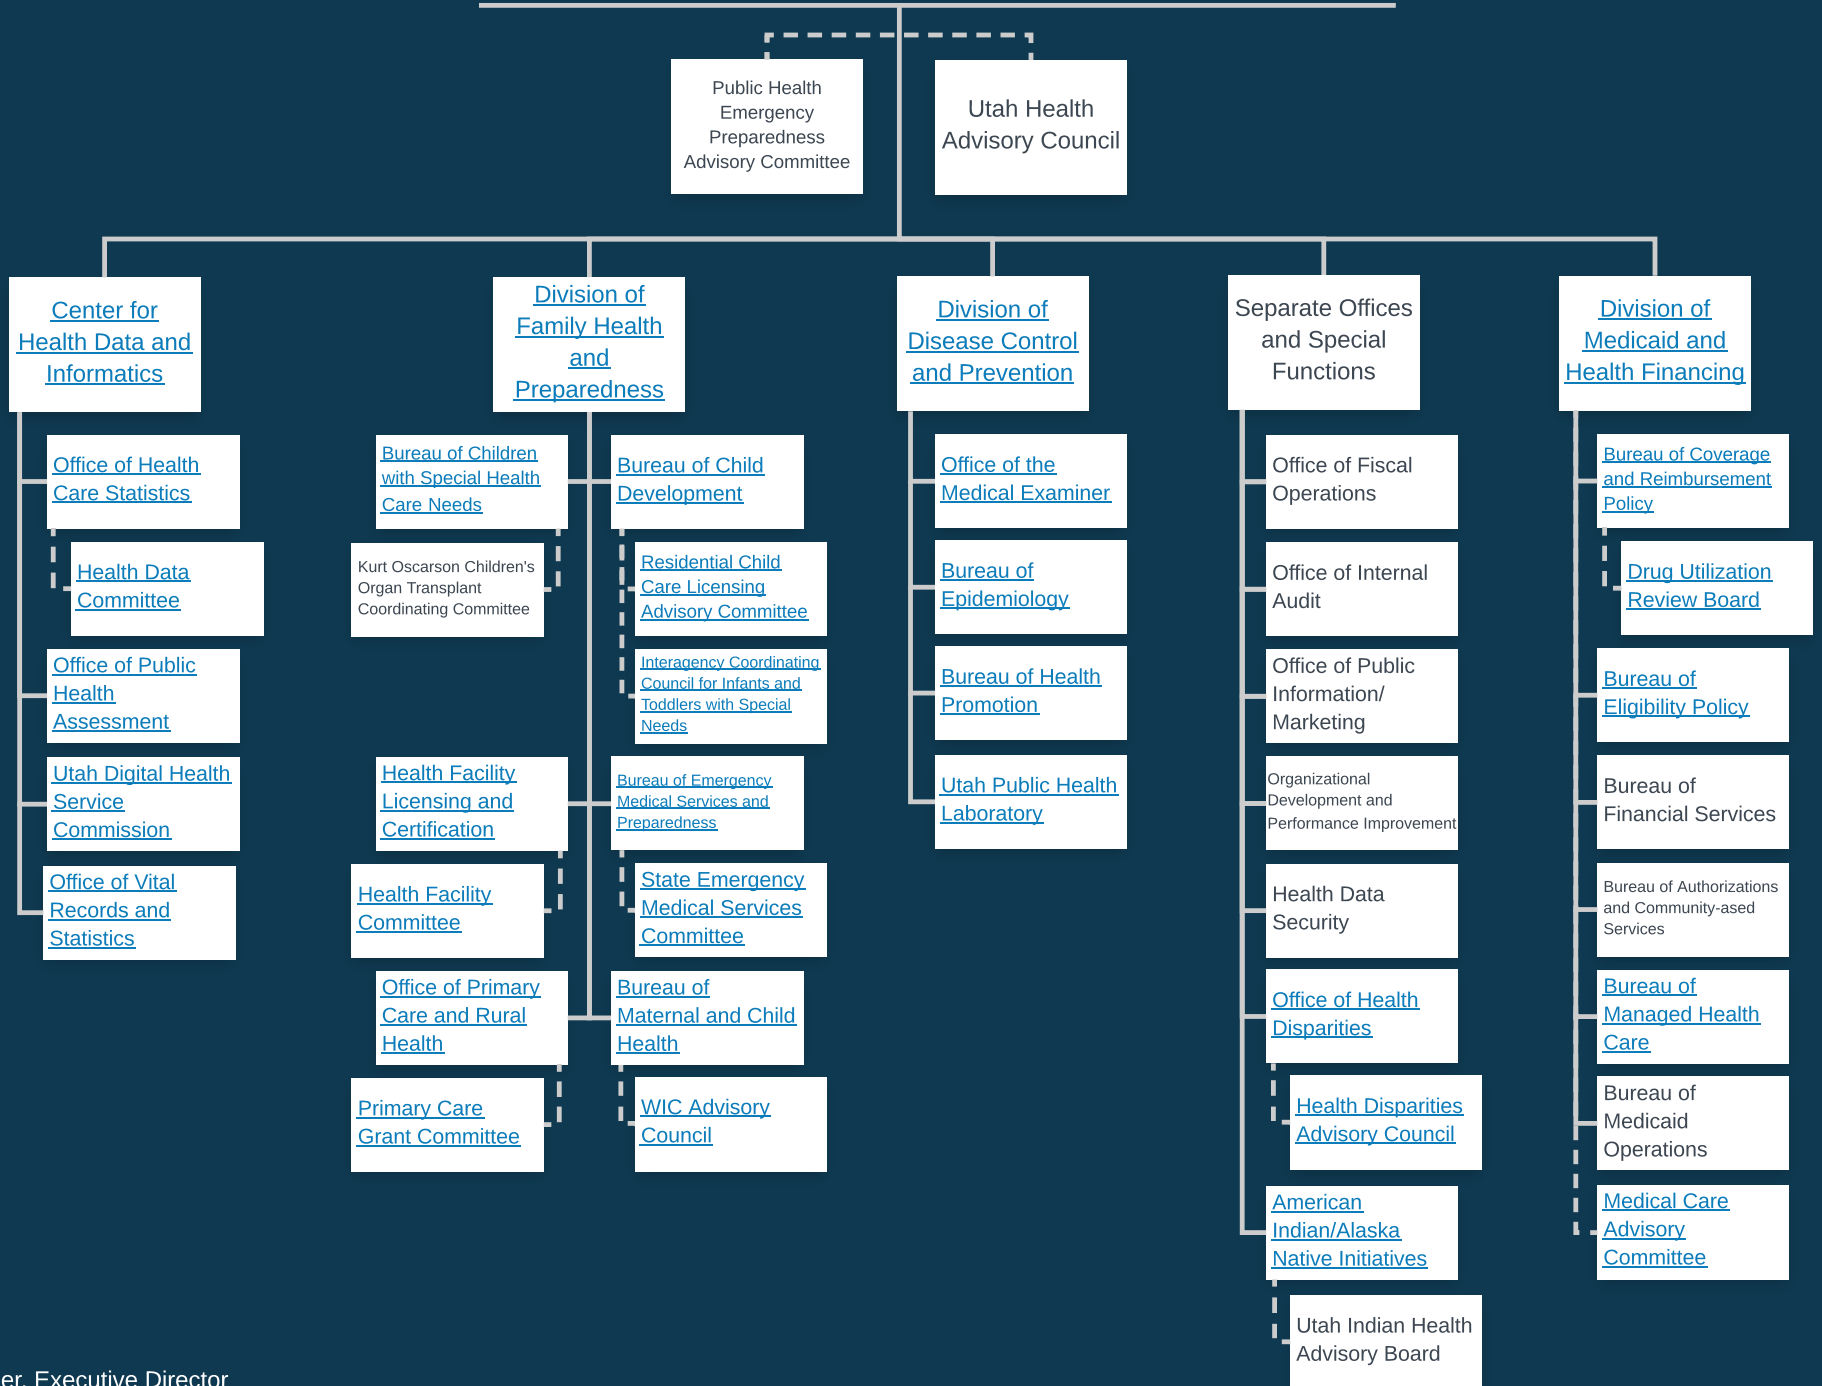 Public Health
Emergency
Preparedness
Advisory Committee
Utah Health
Advisory Council
Center for
Health Data and
Informatics
Division of
Family Health
and
Preparedness
Division of
Disease Control
and Prevention
Separate Offices
and Special
Functions
Division of
Medicaid and
Health Financing
Office of Health
Care Statistics
Health Data
Committee
Office of Public
Health
Assessment
Utah Digital Health
Service
Commission
Office of Vital
Records and
Statistics
Bureau of Children
with Special Health
Care Needs
Kurt Oscarson Children's
Organ Transplant
Coordinating Committee
Health Facility
Licensing and
Certification
Health Facility
Committee
Office of Primary
Care and Rural
Health
Primary Care
Grant Committee
Bureau of Child
Development
Residential Child
Care Licensing
Advisory Committee
Interagency Coordinating
Council for Infants and
Toddlers with Special
Needs
Bureau of Emergency
Medical Services and
Preparedness
State Emergency
Medical Services
Committee
Bureau of
Maternal and Child
Health
WIC Advisory
Council
Office of the
Medical Examiner
Bureau of
Epidemiology
Bureau of Health
Promotion
Utah Public Health
Laboratory
Office of Fiscal
Operations
Office of Internal
Audit
Office of Public
Information/
Marketing
Organizational
Development and
Performance Improvement
Health Data
Security
Office of Health
Disparities
Health Disparities
Advisory Council
American
Indian/Alaska
Native Initiatives
Utah Indian Health
Advisory Board
Bureau of Coverage
and Reimbursement
Policy
Drug Utilization
Review Board
Bureau of
Eligibility Policy
Bureau of
Financial Services
Bureau of Authorizations
and Community-ased
Services
Bureau of
Managed Health
Care
Bureau of
Medicaid
Operations
Medical Care
Advisory
Committee
er, Executive Director